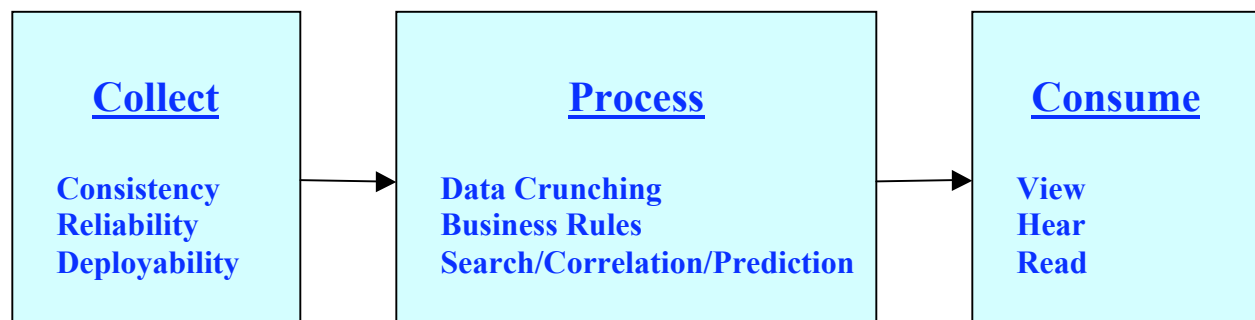 Collect
Consistency
Reliability
Deployability
Process
Data Crunching
Business Rules
Search/Correlation/Prediction
Consume
View
Hear
Read